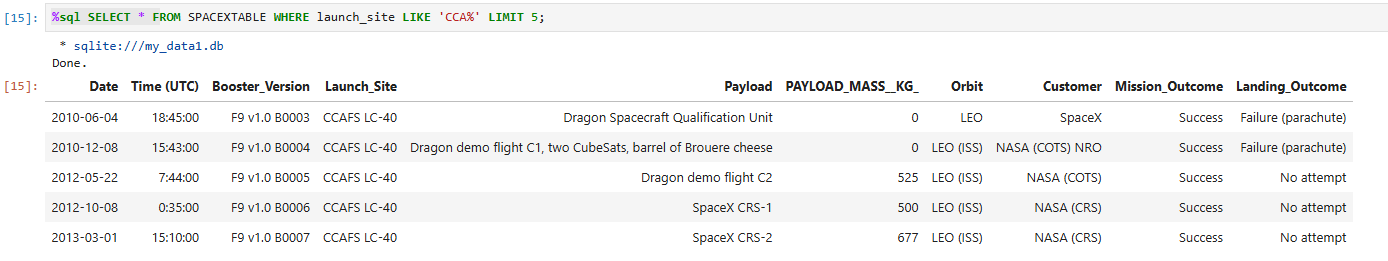 [15]: %sql SELECT * FROM SPACEXTABLE WHERE launch_site LIKE 'CCA%' LIMIT 5;
* sqlite:///my_data1.db
Done.
[15]: Date Time (UTC) Booster_Version Launch_Site Payload PAYLOAD_MASS__KG_ Orbit Customer Mission_Outcome Landing_Outcome
2010-06-04 18:45:00 F9 v1.0 B0003 CCAFS LC-40 Dragon Spacecraft Qualification Unit 0 LEO SpaceX Success Failure (parachute)
2010-12-08 15:43:00 F9 v1.0 B0004 CCAFS LC-40 Dragon demo flight C1, two CubeSats, barrel of Brouere cheese 0 LEO (ISS) NASA (COTS) NRO Success Failure (parachute)
2012-05-22 7:44:00 F9 v1.0 B0005 CCAFS LC-40 Dragon demo flight C2 525 LEO (ISS) NASA (COTS) Success No attempt
2012-10-08 0:35:00 F9 v1.0 B0006 CCAFS LC-40 SpaceX CRS-1 500 LEO (ISS) NASA (CRS) Success No attempt
2013-03-01 15:10:00 F9 v1.0 B0007 CCAFS LC-40 SpaceX CRS-2 677 LEO (ISS) NASA (CRS) Success No attempt